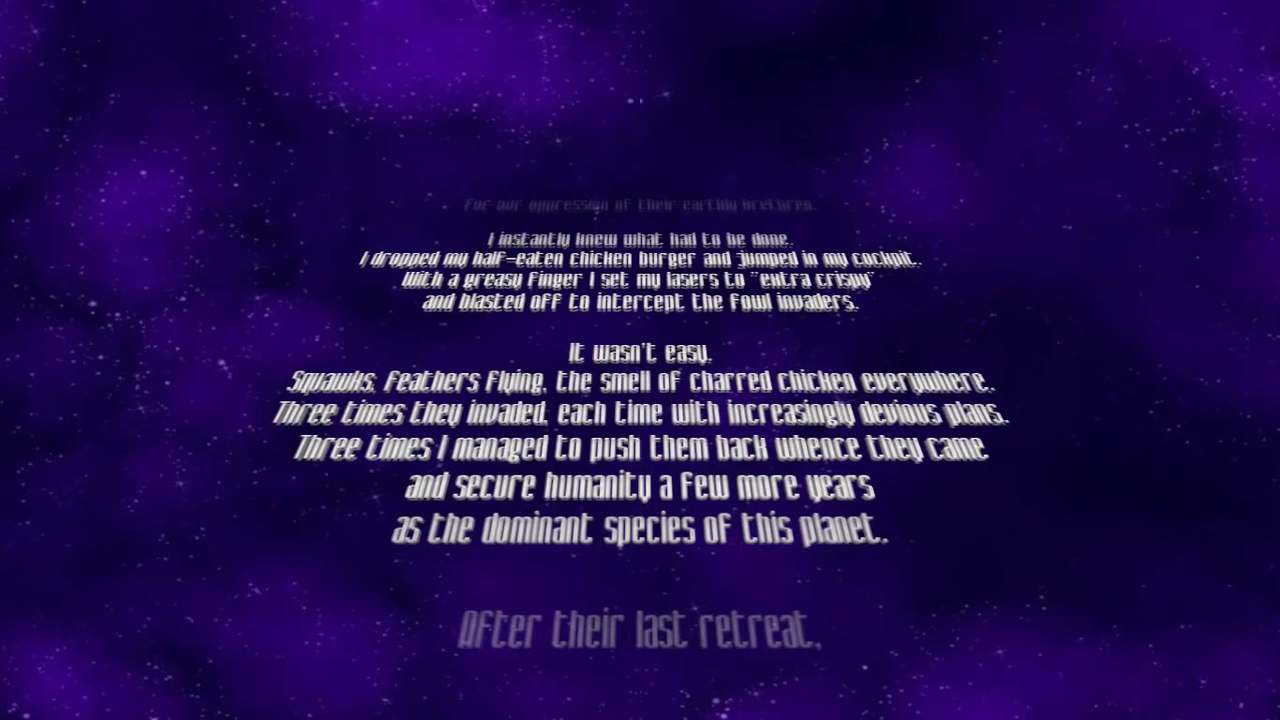 for our oppression of their earthly brethren.
I instantly knew what had to be done.
I dropped my half-eaten chicken burger and jumped in my cockpit.
With a greasy finger I set my lasers to "extra crispy"
and blasted off to intercept the fowl invaders.
It wasn't easy.
Squawks, feathers flying, the smell of charred chicken everywhere..
Three times they invaded, each time with increasingly devious plans.
Three times I managed to push them back whence they came
and secure humanity a few more years
as the dominant species of this planet.
After their last retreat,